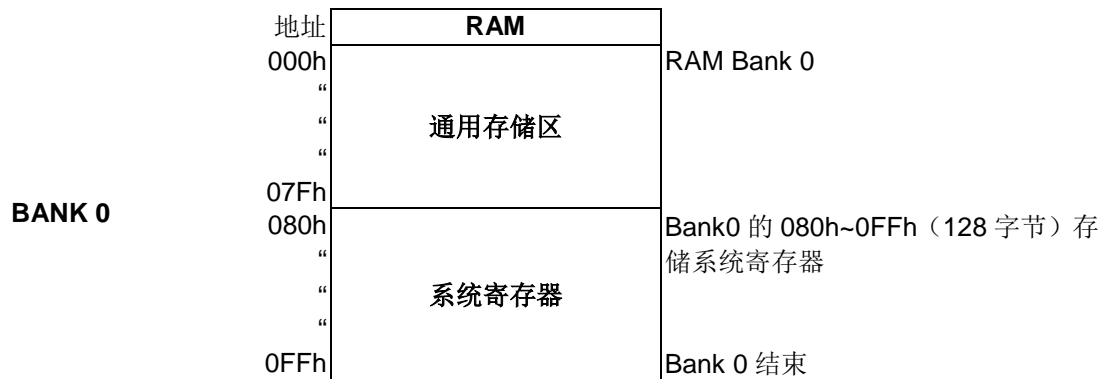 地址 RAM
000h RAM Bank 0
“
“ 通用存储区
“
07Fh
BANK 0
080h Bank0 的 080h~0FFh（128 字节）存
“ 储系统寄存器
“ 系统寄存器
“
0FFh Bank 0 结束